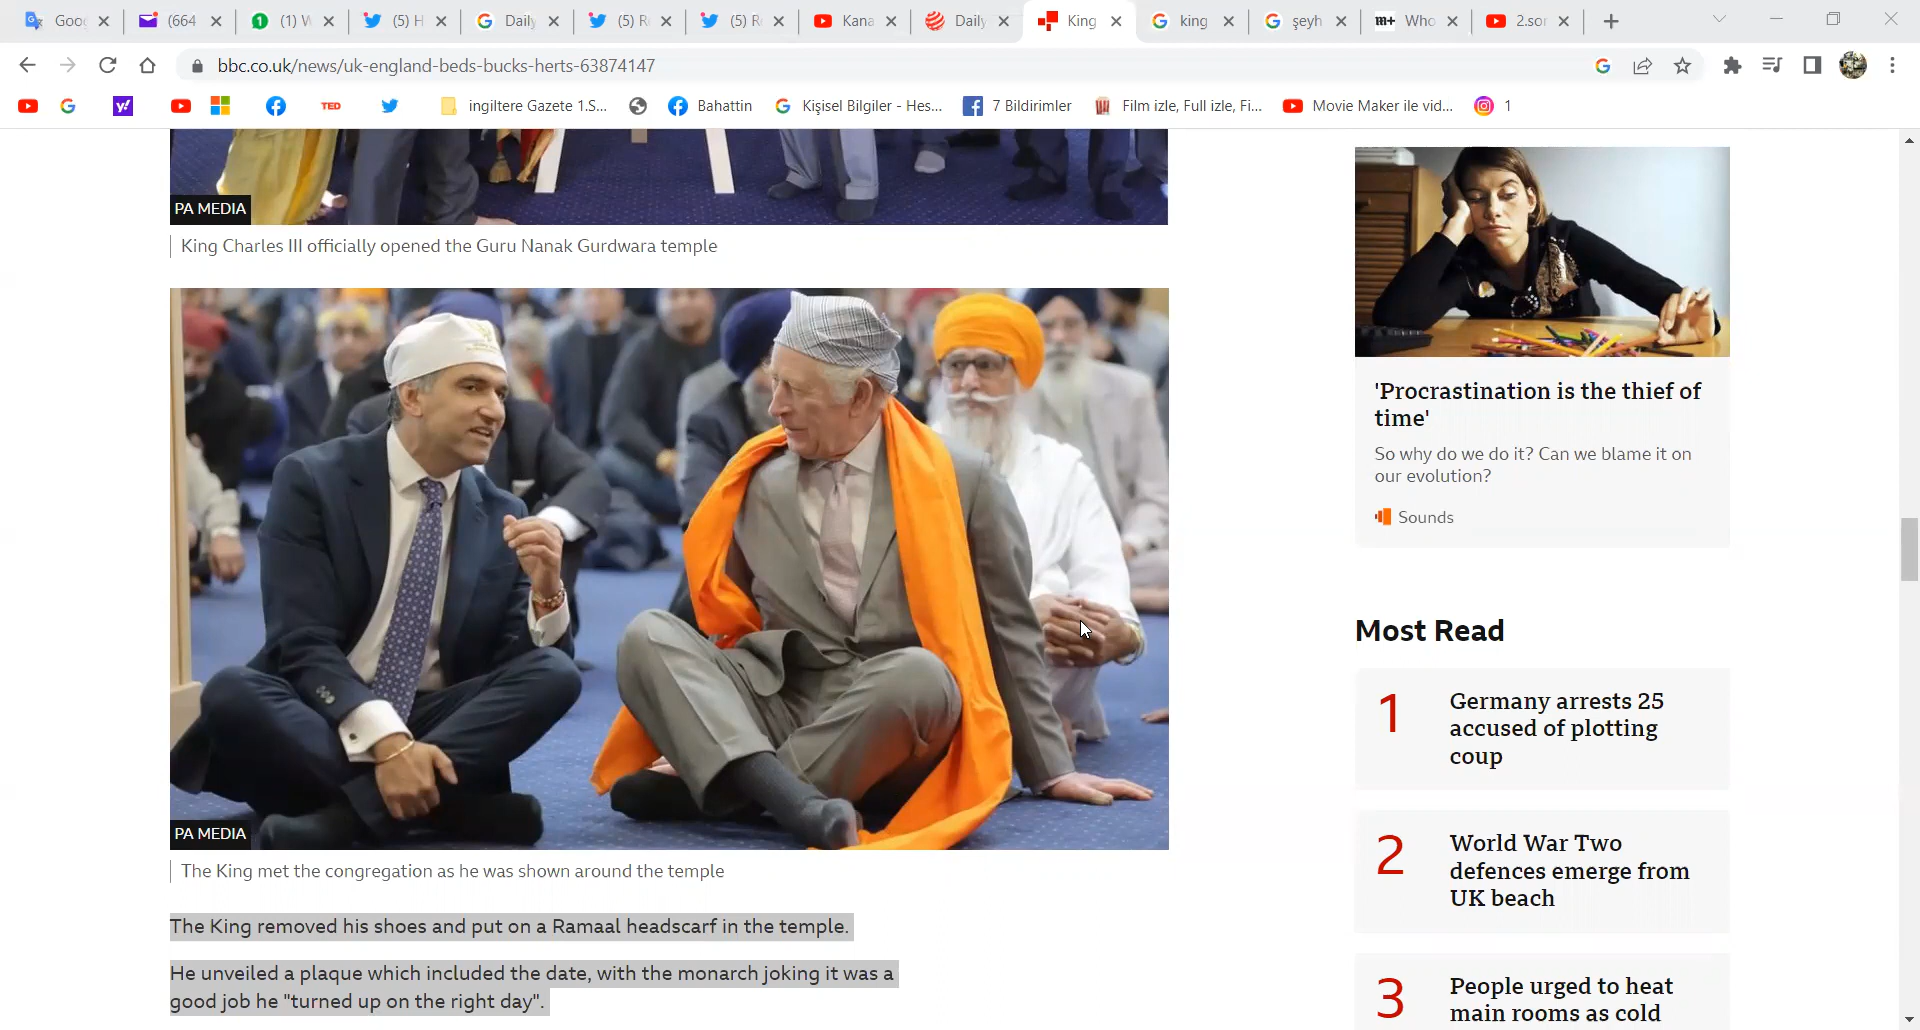 Goo
(664
(1) W
(5) H
Daily
(5) R
(5) R
Kana
Daily
King
king
şeyh
m+ Who
2.sor
bbc.co.uk/news/uk-england-beds-bucks-herts-63874147
TED
ingiltere Gazete 1.S...
Bahattin
Kişisel Bilgiler - Hes...
7 Bildirimler
Film izle, Full izle, Fi...
Movie Maker ile vid...
1
PA MEDIA
King Charles III officially opened the Guru Nanak Gurdwara temple
PA MEDIA
The King met the congregation as he was shown around the temple
The King removed his shoes and put on a Ramaal headscarf in the temple.
He unveiled a plaque which included the date, with the monarch joking it was a
good job he "turned up on the right day".
'Procrastination is the thief of
time'
So why do we do it? Can we blame it on
our evolution?
Sounds
Most Read
1
Germany arrests 25
accused of plotting
coup
2
World War Two
defences emerge from
UK beach
3
People urged to heat
main rooms as cold